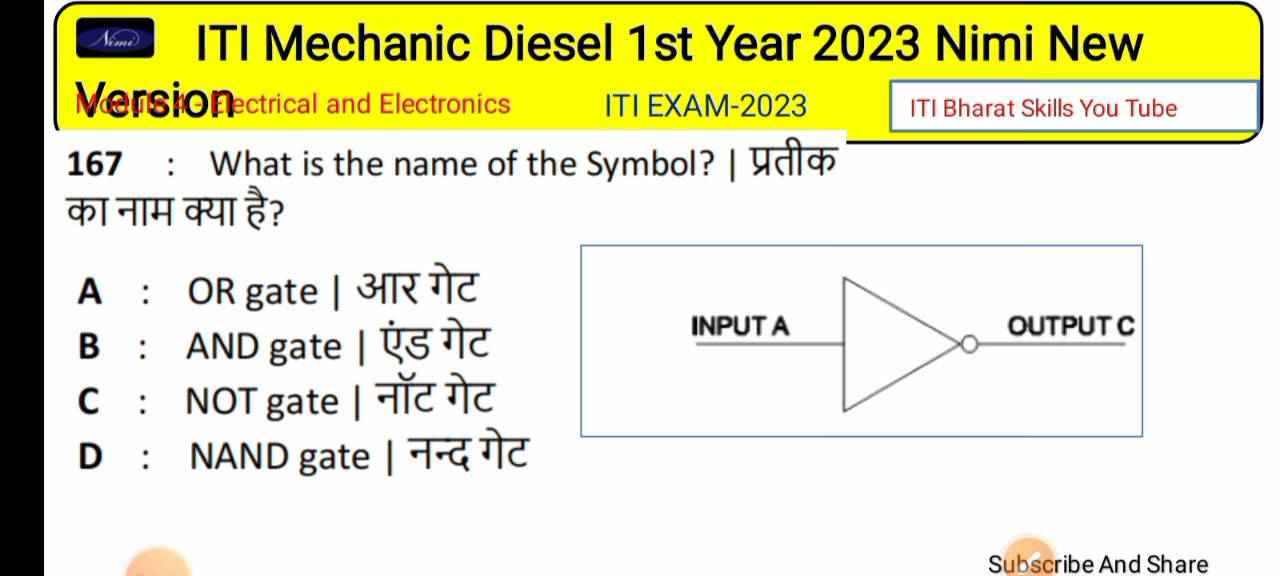 Nimi
ITI Mechanic Diesel 1st Year 2023 Nimi New
Version
Module 4 - Electrical and Electronics
ITI EXAM-2023
ITI Bharat Skills You Tube
167 : What is the name of the Symbol? | प्रतीक
का नाम क्या है?
A : OR gate | आर गेट
B : AND gate | एंड गेट
C : NOT gate | नॉट गेट
D : NAND gate | नन्द गेट
INPUT A
OUTPUT C
Subscribe And Share